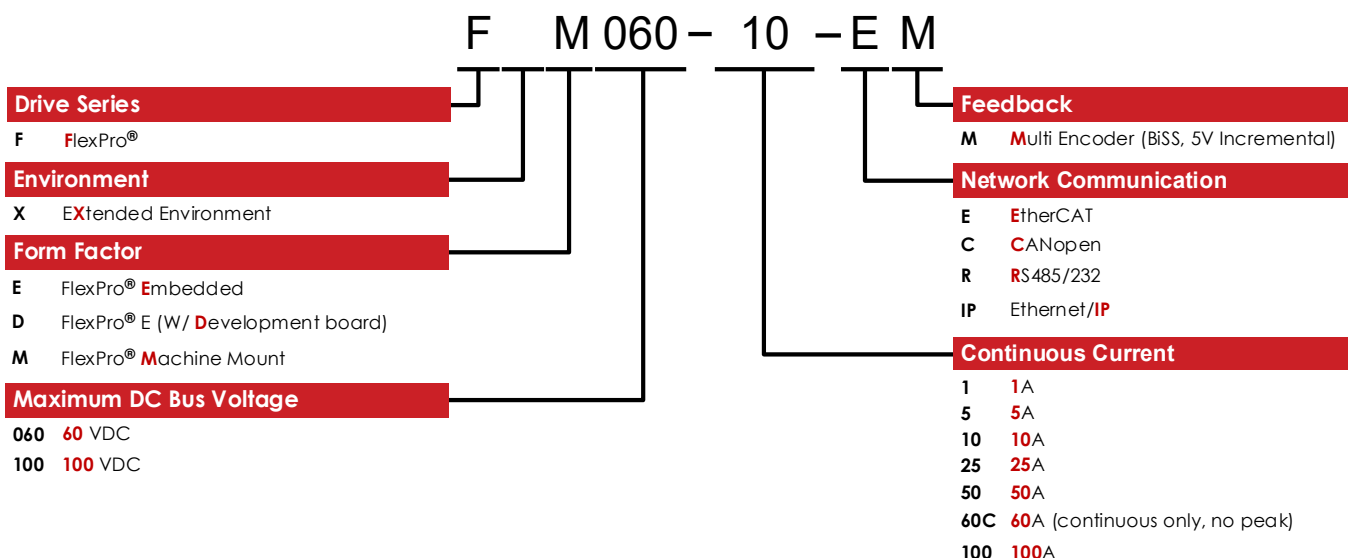 F M 060 – 10 – E M
Drive Series
F FlexPro®
Environment
X EXtended Environment
Form Factor
E FlexPro® Embedded
D FlexPro® E (W/ Development board)
M FlexPro® Machine Mount
Maximum DC Bus Voltage
060 60 VDC
100 100 VDC
Feedback
M Multi Encoder (BiSS, 5V Incremental)
Network Communication
E EtherCAT
C CANopen
R RS485/232
IP Ethernet/IP
Continuous Current
1 1A
5 5A
10 10A
25 25A
50 50A
60C 60A (continuous only, no peak)
100 100A